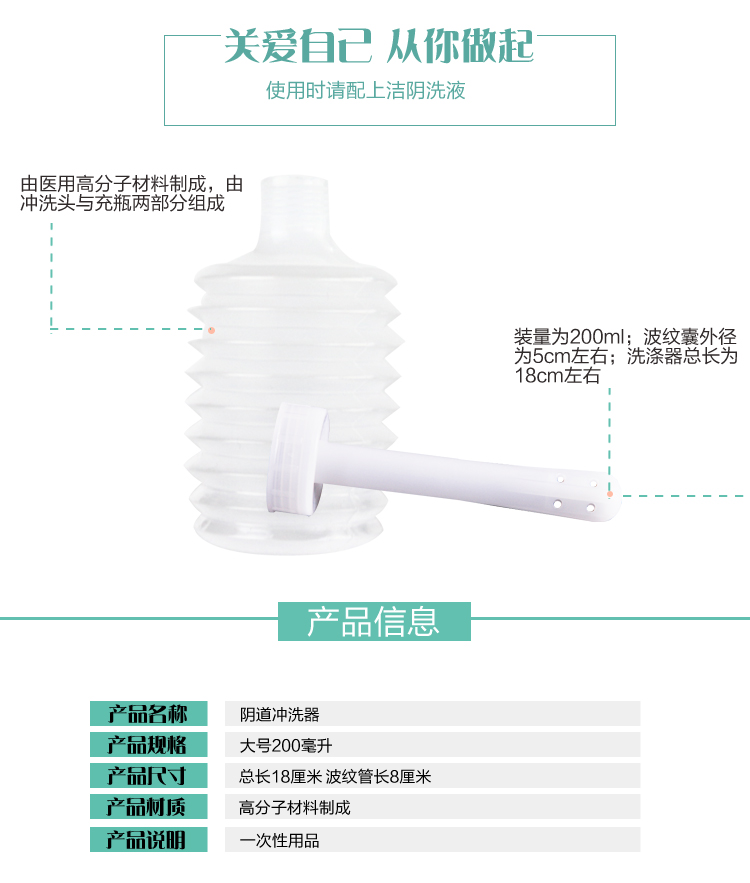 关爱自己 从你做起
使用时请配上洁阴洗液
由医用高分子材料制成，由
冲洗头与充瓶两部分组成
装量为200ml；波纹囊外径
为5cm左右；洗涤器总长为
18cm左右
产品信息
产品名称 阴道冲洗器
产品规格 大号200毫升
产品尺寸 总长18厘米 波纹管长8厘米
产品材质 高分子材料制成
产品说明 一次性用品